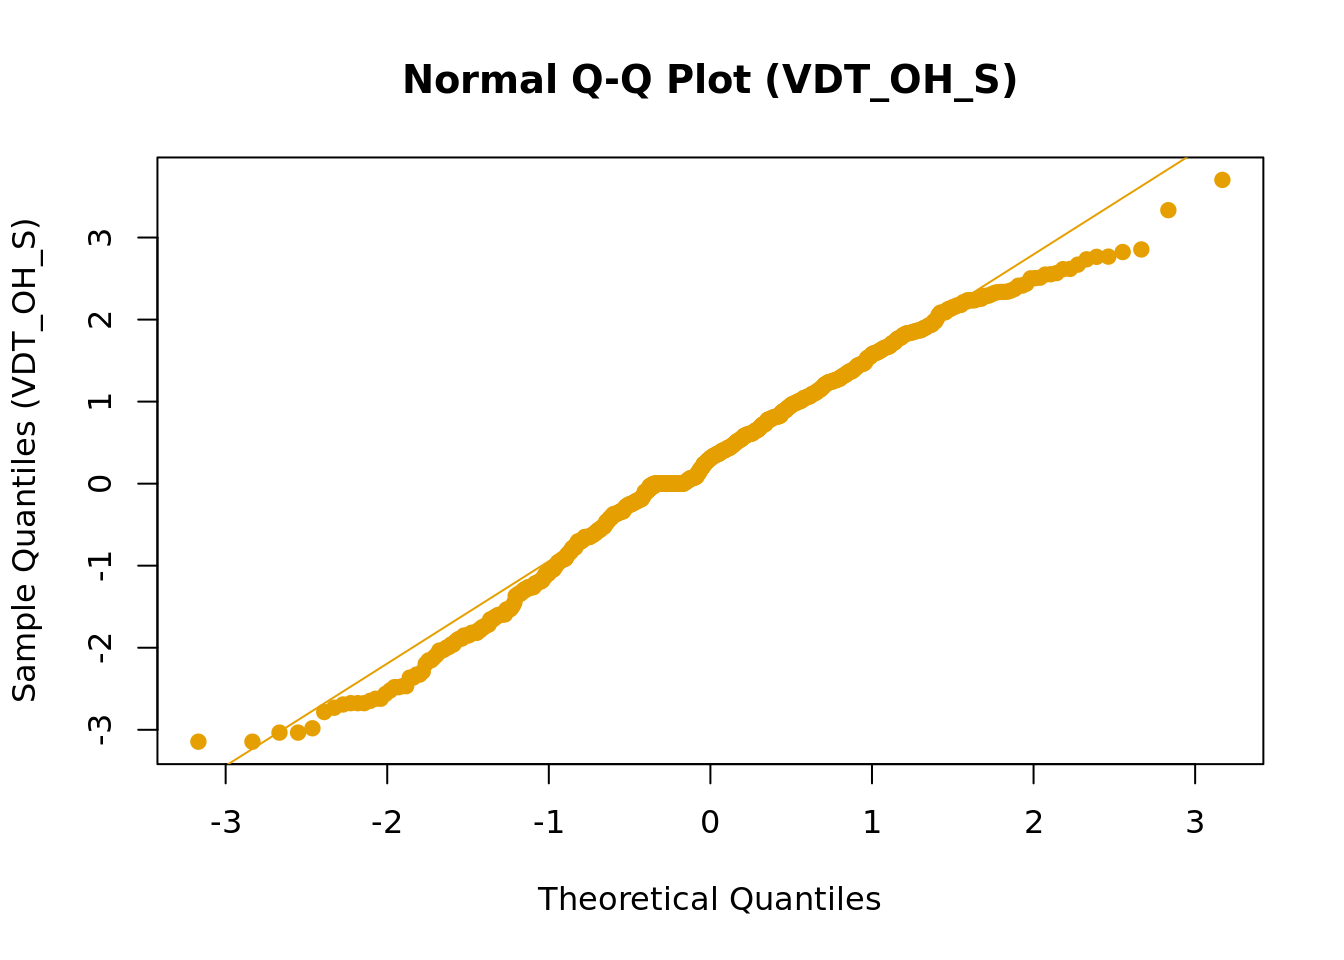 Normal Q-Q Plot (VDT_OH_S)
Sample Quantiles (VDT_OH_S)
3
2
1
0
-1
-2
-3
-3 -2 -1 0 1 2 3
Theoretical Quantiles